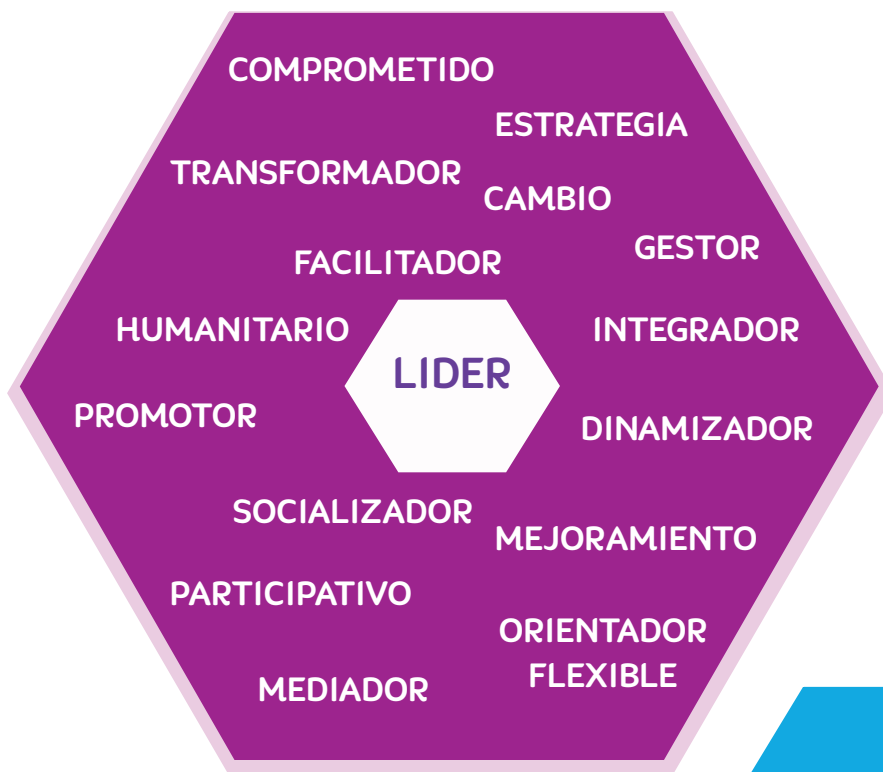 COMPROMETIDO
ESTRATEGIA
TRANSFORMADOR
CAMBIO
GESTOR
FACILITADOR
HUMANITARIO
INTEGRADOR
LIDER
PROMOTOR
DINAMIZADOR
SOCIALIZADOR
MEJORAMIENTO
PARTICIPATIVO
ORIENTADOR
FLEXIBLE
MEDIADOR